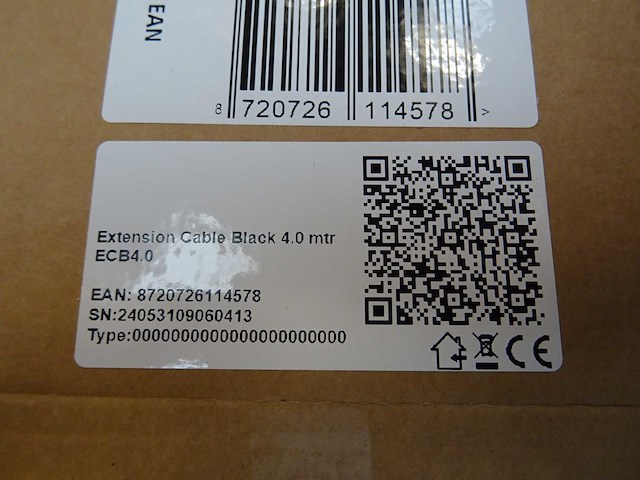 EAN
8 720726 114578 >
Extension Cable Black 4.0 mtr
ECB4.0
EAN: 8720726114578
SN:24053109060413
Type:0000000000000000000000
CE